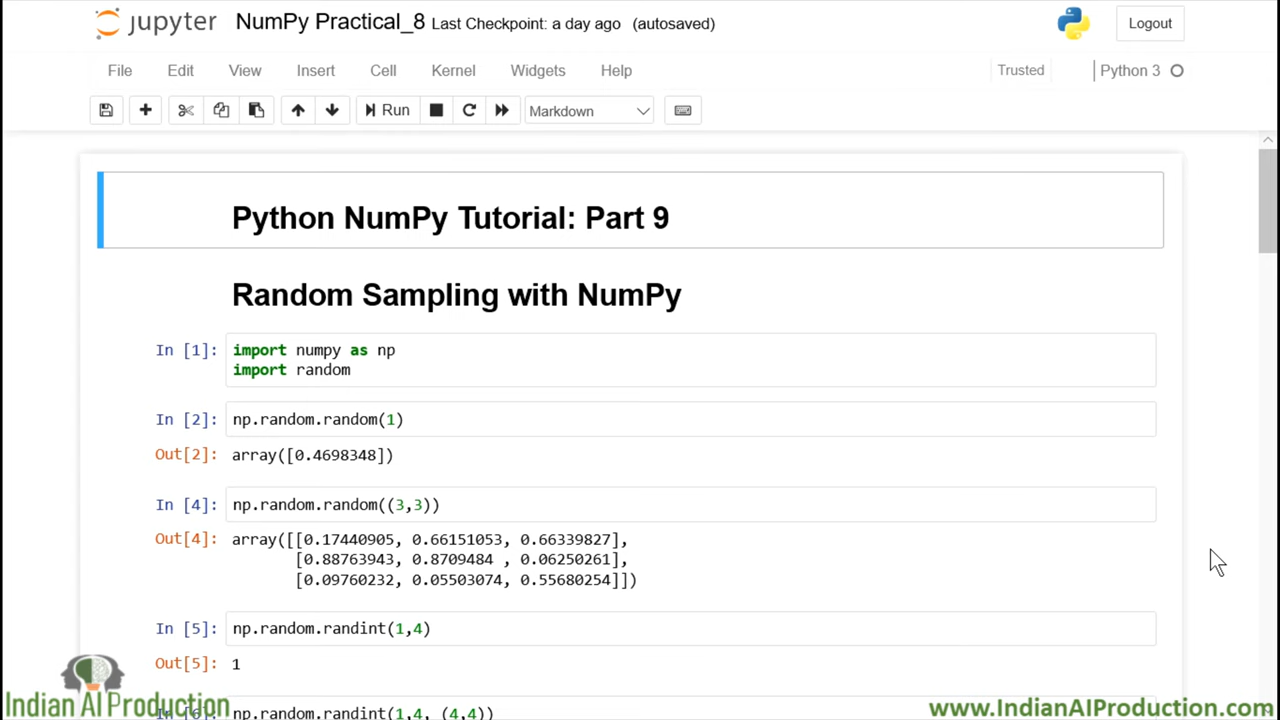 jupyter NumPy Practical_8 Last Checkpoint: a day ago (autosaved) Logout
File Edit View Insert Cell Kernel Widgets Help Trusted Python 3
Run Markdown
Python NumPy Tutorial: Part 9
Random Sampling with NumPy
In [1]: import numpy as np
import random
In [2]: np.random.random(1)
Out[2]: array([0.4698348])
In [4]: np.random.random((3,3))
Out[4]: array([[0.17440905, 0.66151053, 0.66339827],
[0.88763943, 0.8709484 , 0.06250261],
[0.09760232, 0.05503074, 0.55680254]])
In [5]: np.random.randint(1,4)
Out[5]: 1
In [6]: np.random.randint(1,4, (4,4))
Indian AI Production www.IndianAIProduction.com